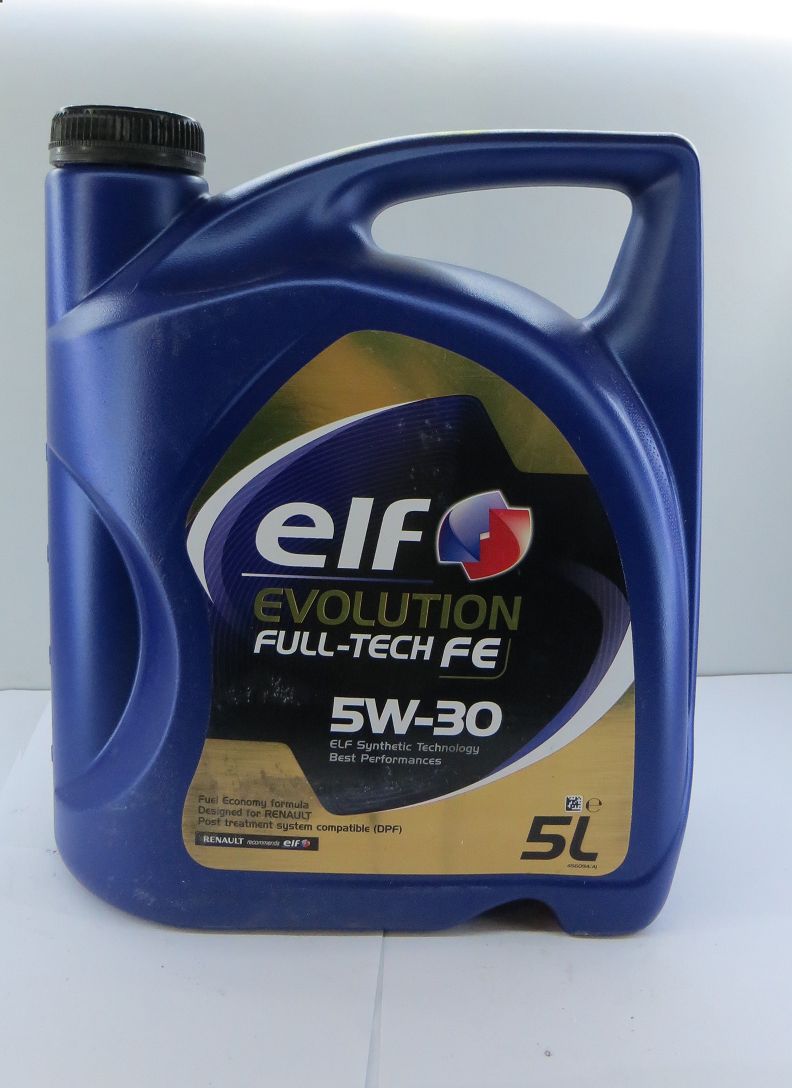 elf
EVOLUTION
FULL-TECH FE
5W-30
ELF Synthetic Technology
Best Performances
Fuel Economy formula
Designed for RENAULT
Post treatment system compatible (DPF)
RENAULT recommends elf
e
5L